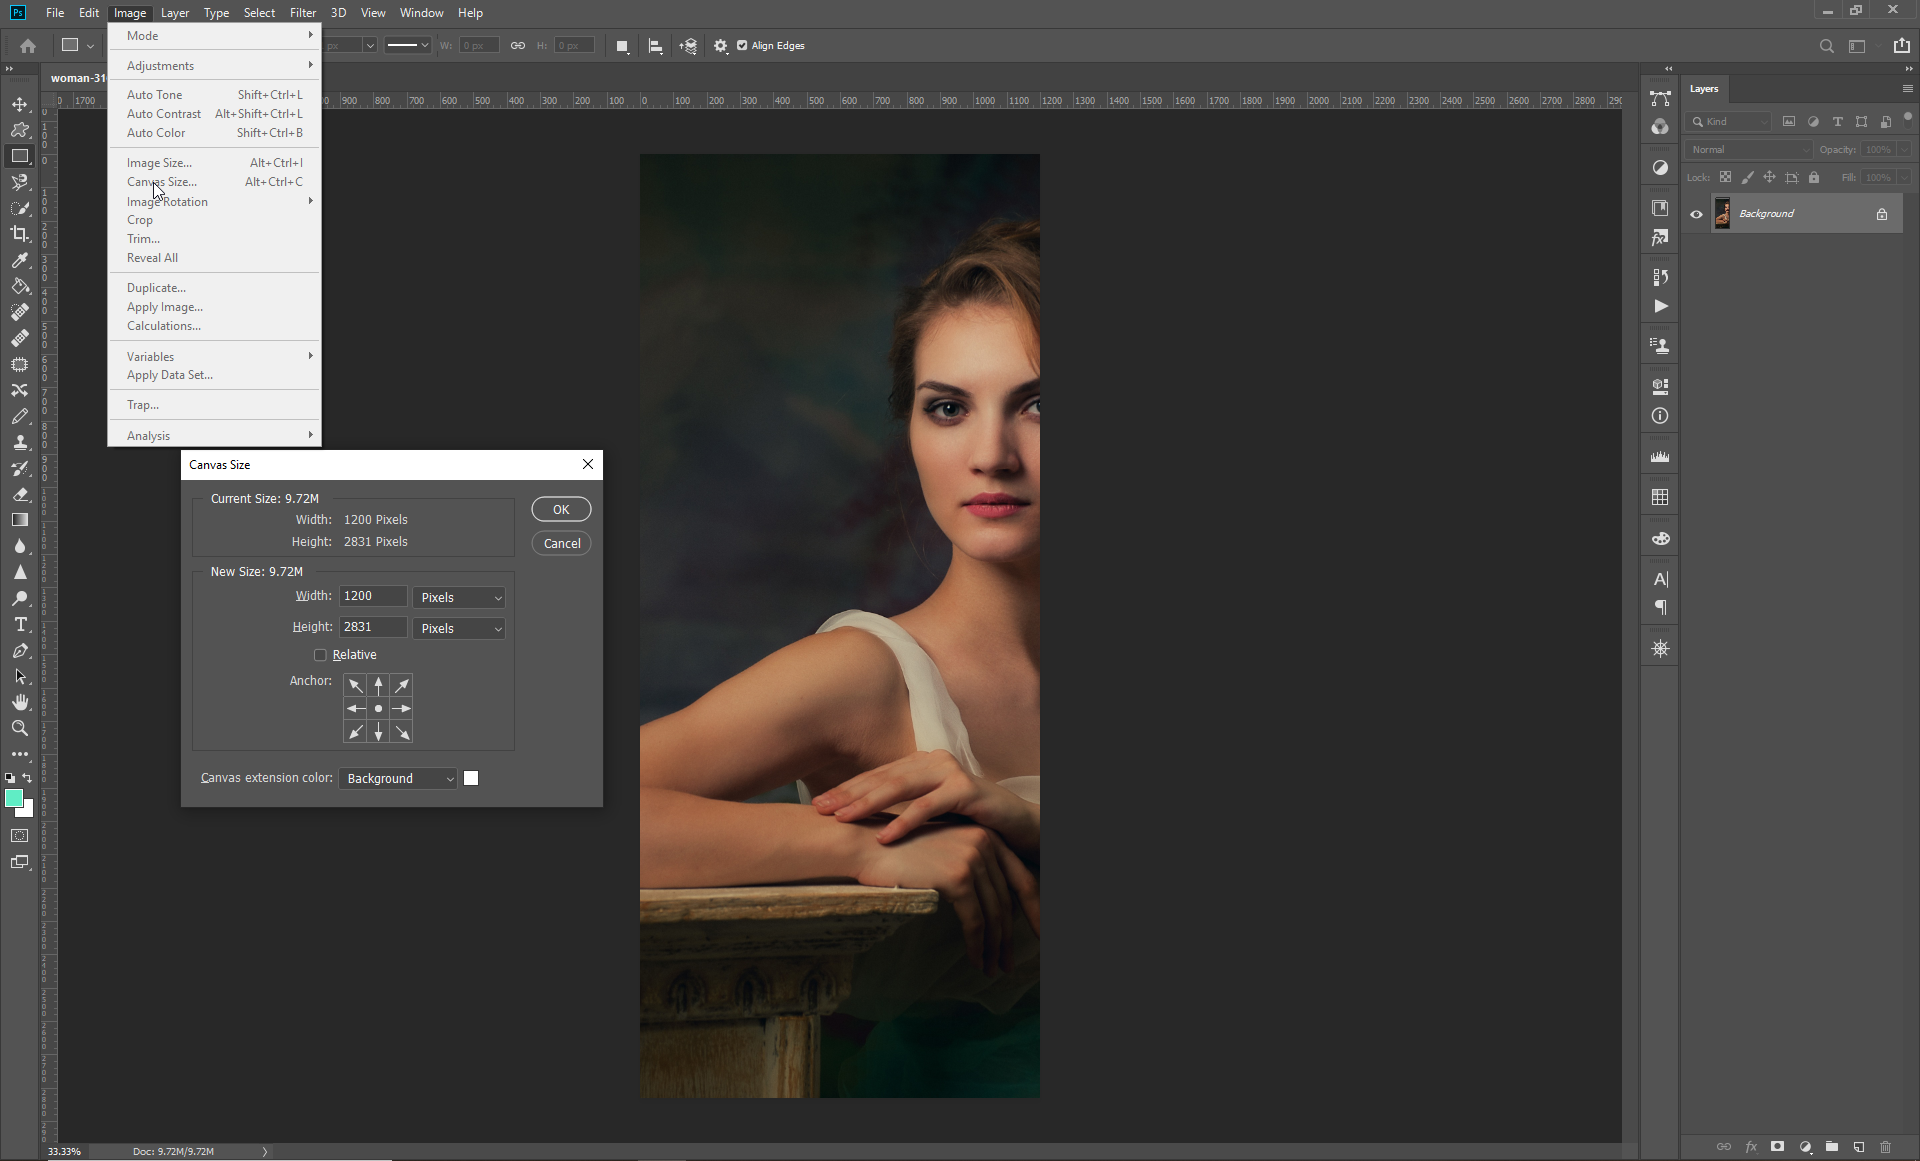 Ps File Edit Image Layer Type Select Filter 3D View Window Help
px W: 0 px H: 0 px Align Edges
woman-31
Mode
Adjustments
Auto Tone Shift+Ctrl+L
Auto Contrast Alt+Shift+Ctrl+L
Auto Color Shift+Ctrl+B
Image Size... Alt+Ctrl+I
Canvas Size... Alt+Ctrl+C
Image Rotation
Crop
Trim...
Reveal All
Duplicate...
Apply Image...
Calculations...
Variables
Apply Data Set...
Trap...
Analysis
1700 900 800 700 600 500 400 300 200 100 0 100 200 300 400 500 600 700 800 900 1000 1100 1200 1300 1400 1500 1600 1700 1800 1900 2000 2100 2200 2300 2400 2500 2600 2700 2800
Canvas Size
Current Size: 9.72M
Width: 1200 Pixels
Height: 2831 Pixels
OK
Cancel
New Size: 9.72M
Width: 1200 Pixels
Height: 2831 Pixels
Relative
Anchor:
Canvas extension color: Background
Layers
Kind
Normal Opacity: 100%
Lock: Fill: 100%
Background
33.33% Doc: 9.72M/9.72M